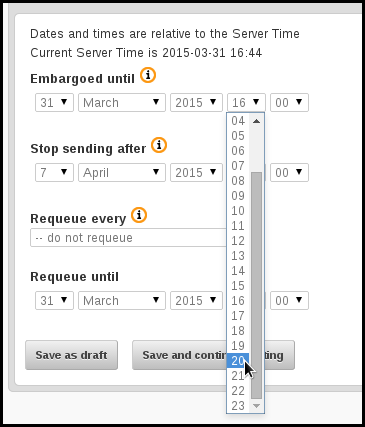 Dates and times are relative to the Server Time
Current Server Time is 2015-03-31 16:44
Embargoed until
31 March 2015 16 00
04
05
06
07
08
09
10
11
12
13
14
15
16
17
18
19
20
21
22
23
Stop sending after
7 April 2015 00
Requeue every
-- do not requeue
Requeue until
31 March 2015 00
Save as draft
Save and contin ting